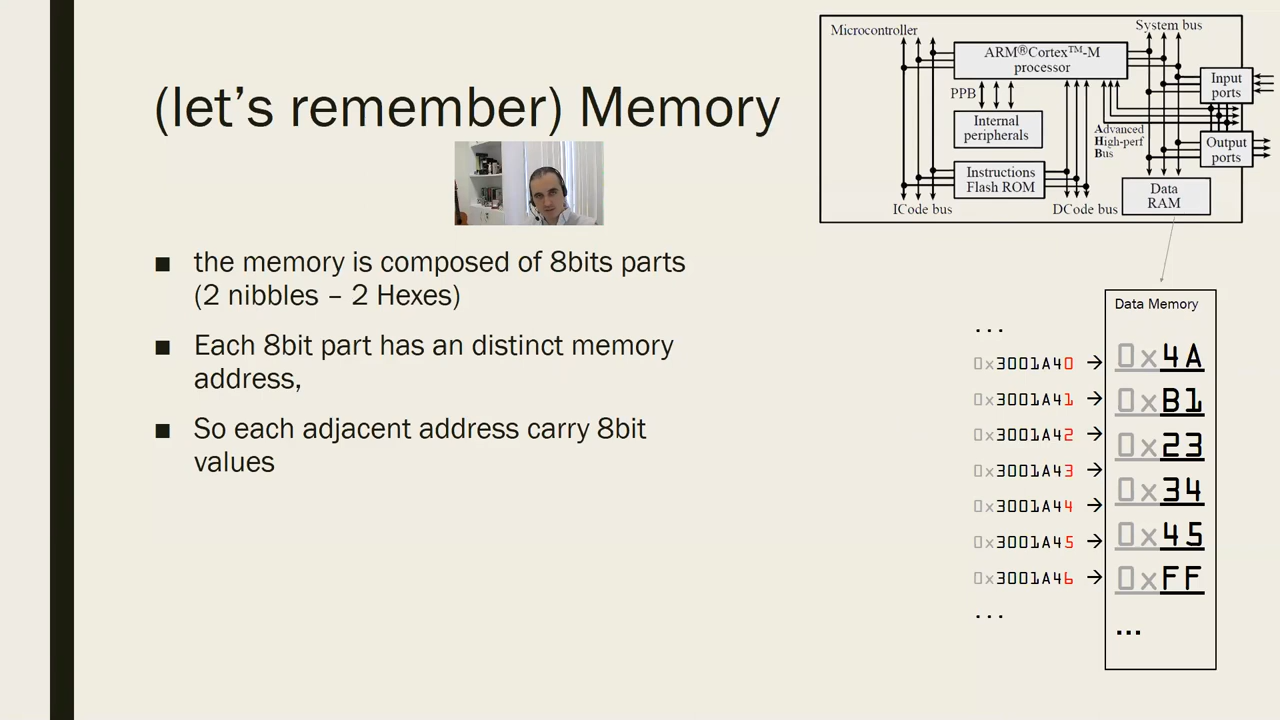 (let's remember) Memory
■ the memory is composed of 8bits parts
(2 nibbles – 2 Hexes)
■ Each 8bit part has an distinct memory
address,
■ So each adjacent address carry 8bit
values
Microcontroller
System bus
ARM®Cortex™-M
processor
PPB
Internal
peripherals
Advanced
High-perf
Bus
Input
ports
Output
ports
Instructions
Flash ROM
Data
RAM
ICode bus
DCode bus
Data Memory
...
0x3001A40 → 0x4A
0x3001A41 → 0xB1
0x3001A42 → 0x23
0x3001A43 → 0x34
0x3001A44 → 0x45
0x3001A45 → 0xFF
0x3001A46 →
...
...